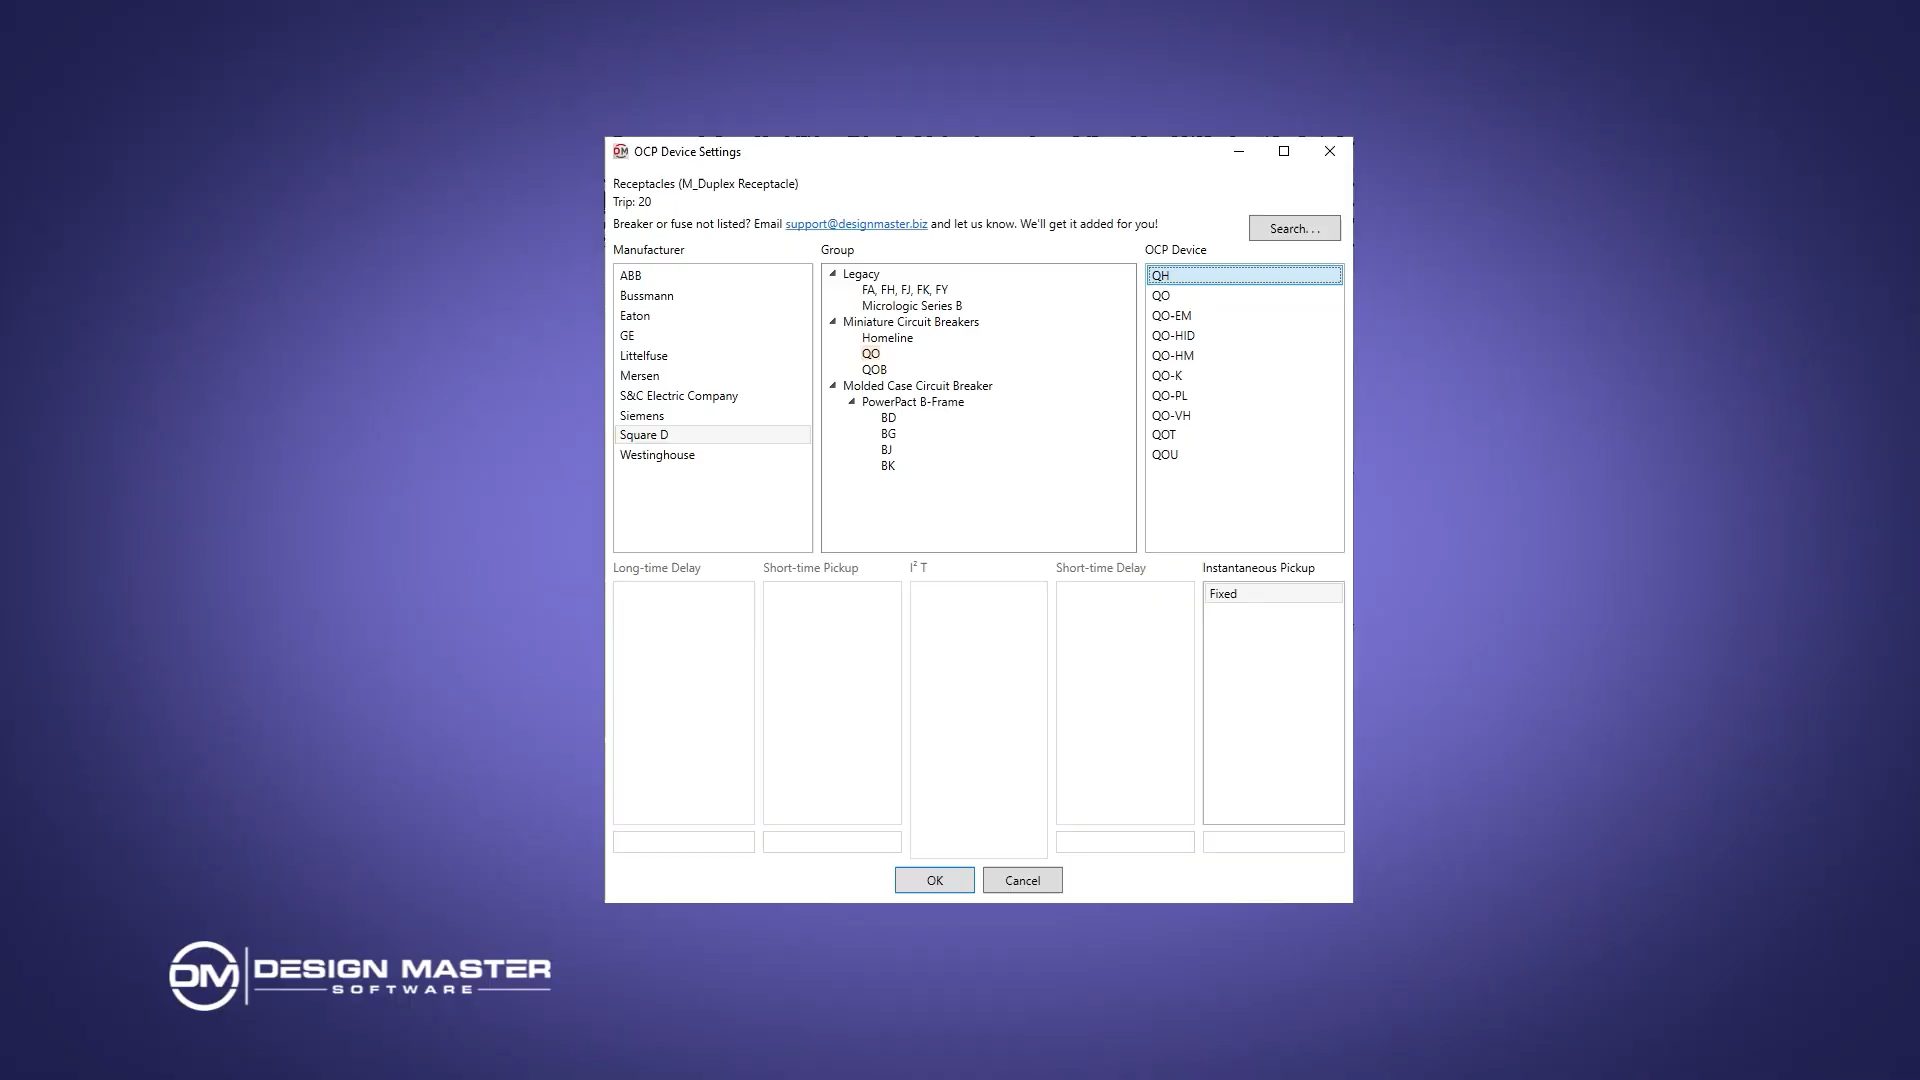 OCP Device Settings
Receptacles (M_Duplex Receptacle)
Trip: 20
Breaker or fuse not listed? Email support@designmaster.biz and let us know. We'll get it added for you!
Search. . .
Manufacturer
ABB
Bussmann
Eaton
GE
Littelfuse
Mersen
S&C Electric Company
Siemens
Square D
Westinghouse
Group
Legacy
FA, FH, FJ, FK, FY
Micrologic Series B
Miniature Circuit Breakers
Homeline
QO
QOB
Molded Case Circuit Breaker
PowerPact B-Frame
BD
BG
BJ
BK
OCP Device
QH
QO
QO-EM
QO-HID
QO-HM
QO-K
QO-PL
QO-VH
QOT
QOU
Long-time Delay
Short-time Pickup
I² T
Short-time Delay
Instantaneous Pickup
Fixed
OK
Cancel
DM
DESIGN MASTER
SOFTWARE